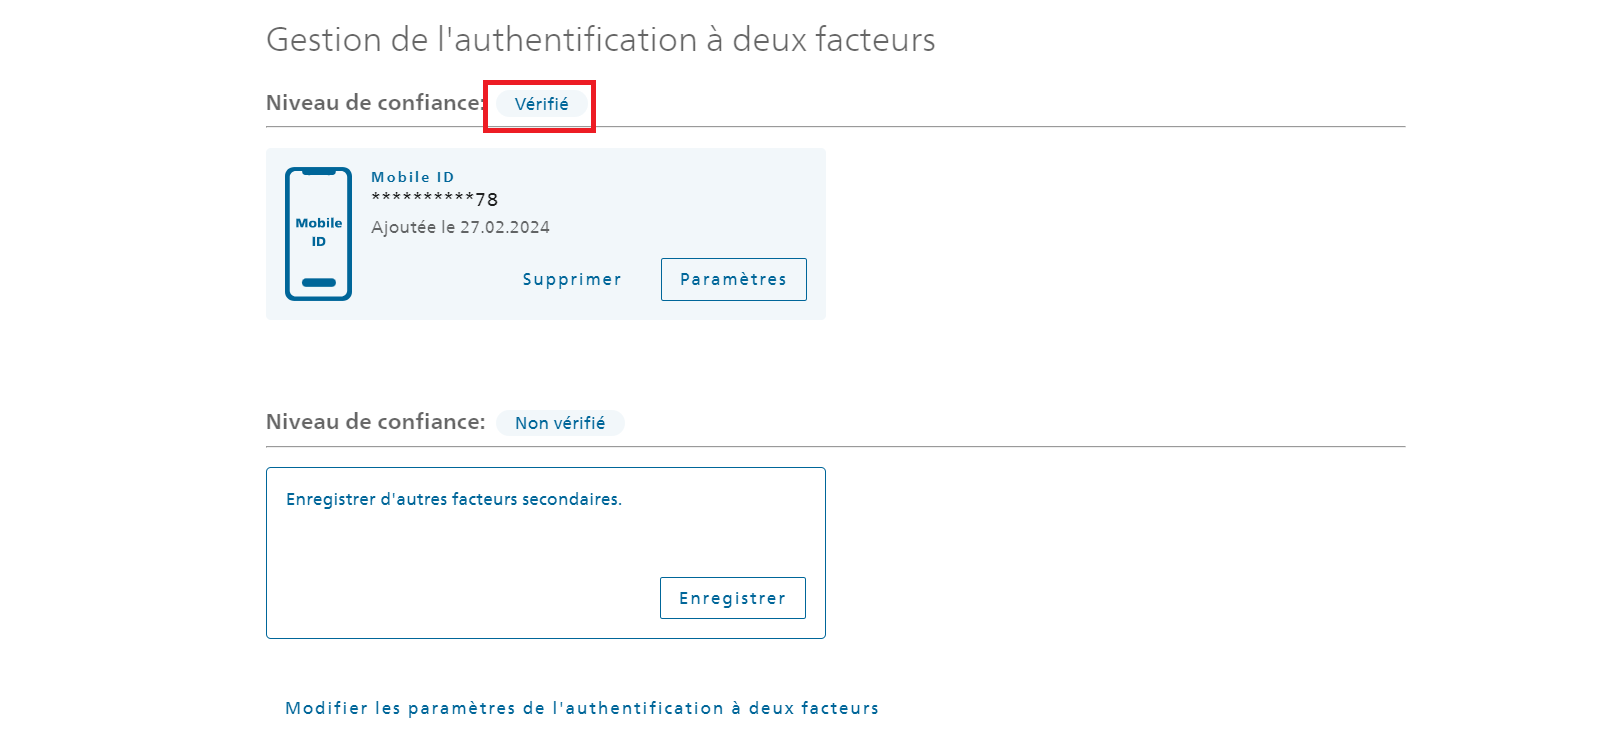 Gestion de l'authentification à deux facteurs
Niveau de confiance: Vérifié
Mobile ID
Mobile
ID
**********78
Ajoutée le 27.02.2024
Supprimer
Paramètres
Niveau de confiance: Non vérifié
Enregistrer d'autres facteurs secondaires.
Enregistrer
Modifier les paramètres de l'authentification à deux facteurs